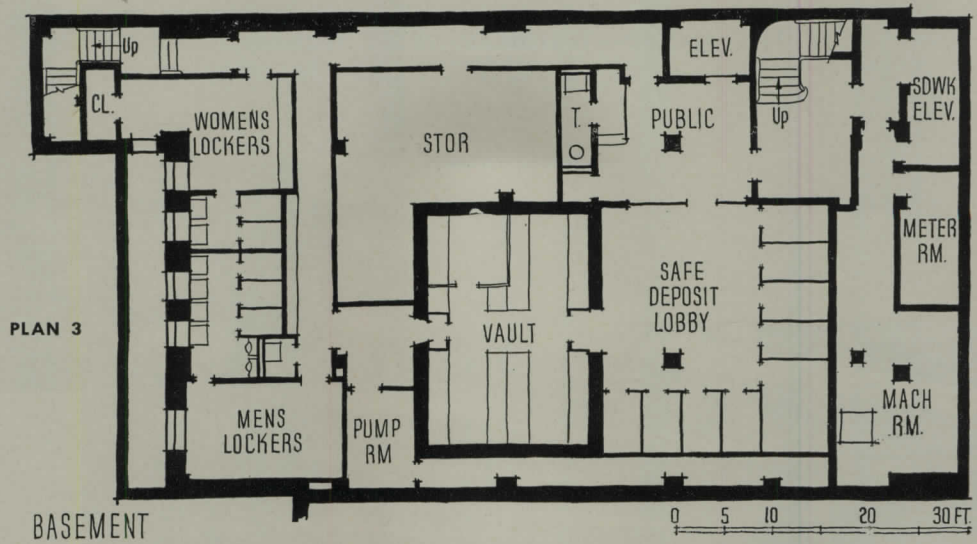 Up
ELEV.
CL.
WOMENS
LOCKERS
STOR
T.
PUBLIC
Up
SDWK
ELEV.
METER
RM.
PLAN 3
SAFE
DEPOSIT
LOBBY
VAULT
MENS
LOCKERS
PUMP
RM
MACH
RM.
BASEMENT
0 5 10 20 30 FT.